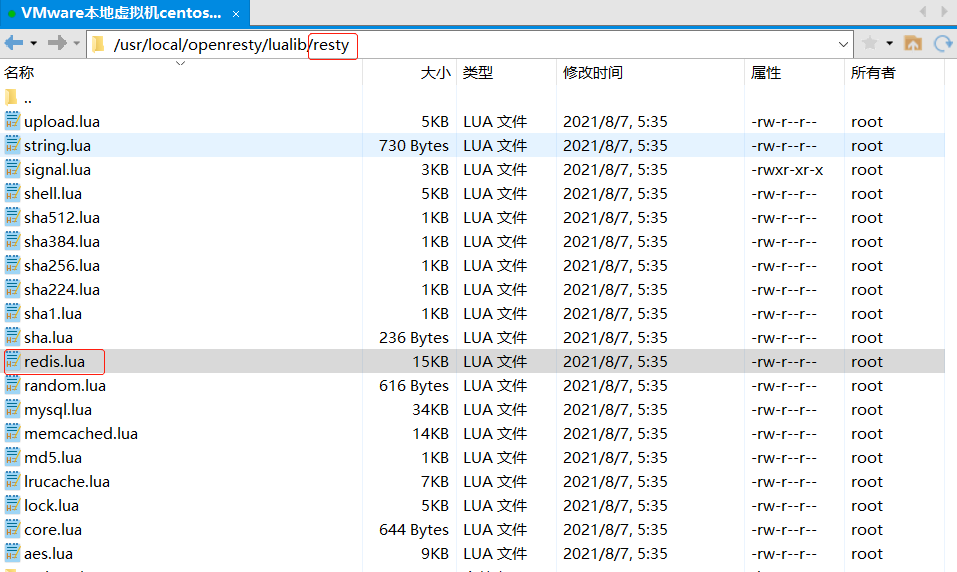 VMware本地虚拟机centos... ×
/usr/local/openresty/lualib/resty
名称 大小 类型 修改时间 属性 所有者
..
upload.lua 5KB LUA 文件 2021/8/7, 5:35 -rw-r--r-- root
string.lua 730 Bytes LUA 文件 2021/8/7, 5:35 -rw-r--r-- root
signal.lua 3KB LUA 文件 2021/8/7, 5:35 -rwxr-xr-x root
shell.lua 5KB LUA 文件 2021/8/7, 5:35 -rw-r--r-- root
sha512.lua 1KB LUA 文件 2021/8/7, 5:35 -rw-r--r-- root
sha384.lua 1KB LUA 文件 2021/8/7, 5:35 -rw-r--r-- root
sha256.lua 1KB LUA 文件 2021/8/7, 5:35 -rw-r--r-- root
sha224.lua 1KB LUA 文件 2021/8/7, 5:35 -rw-r--r-- root
sha1.lua 1KB LUA 文件 2021/8/7, 5:35 -rw-r--r-- root
sha.lua 236 Bytes LUA 文件 2021/8/7, 5:35 -rw-r--r-- root
redis.lua 15KB LUA 文件 2021/8/7, 5:35 -rw-r--r-- root
random.lua 616 Bytes LUA 文件 2021/8/7, 5:35 -rw-r--r-- root
mysql.lua 34KB LUA 文件 2021/8/7, 5:35 -rw-r--r-- root
memcached.lua 14KB LUA 文件 2021/8/7, 5:35 -rw-r--r-- root
md5.lua 1KB LUA 文件 2021/8/7, 5:35 -rw-r--r-- root
lrucache.lua 7KB LUA 文件 2021/8/7, 5:35 -rw-r--r-- root
lock.lua 5KB LUA 文件 2021/8/7, 5:35 -rw-r--r-- root
core.lua 644 Bytes LUA 文件 2021/8/7, 5:35 -rw-r--r-- root
aes.lua 9KB LUA 文件 2021/8/7, 5:35 -rw-r--r-- root